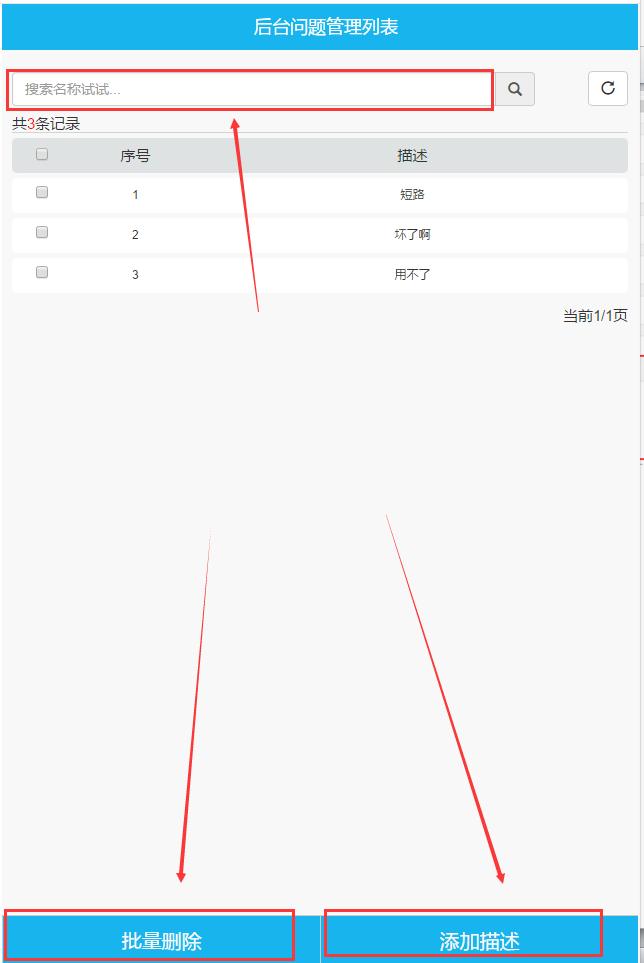 后台问题管理列表
搜索名称试试...
共3条记录
序号 描述
1 短路
2 坏了啊
3 用不了
当前1/1页
批量删除 添加描述